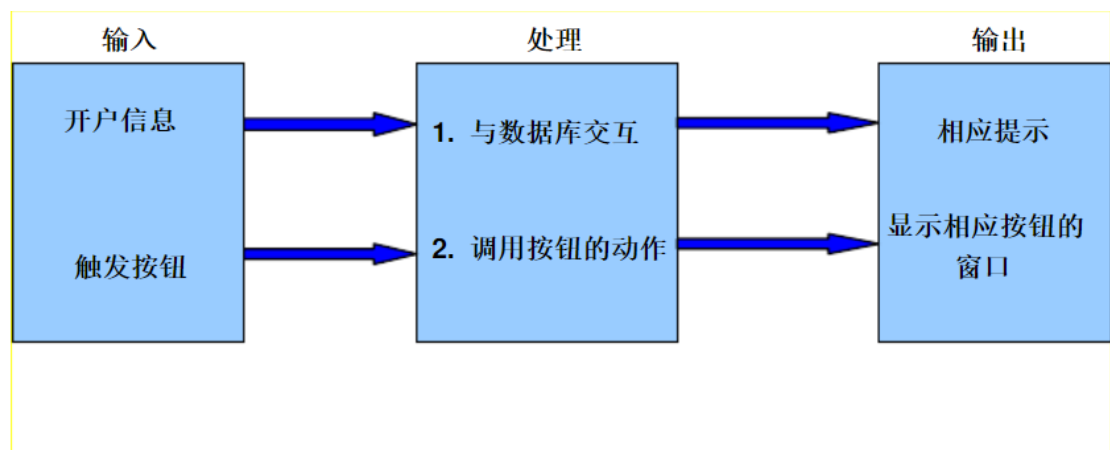 输入
处理
输出
开户信息
1. 与数据库交互
相应提示
触发按钮
2. 调用按钮的动作
显示相应按钮的
窗口